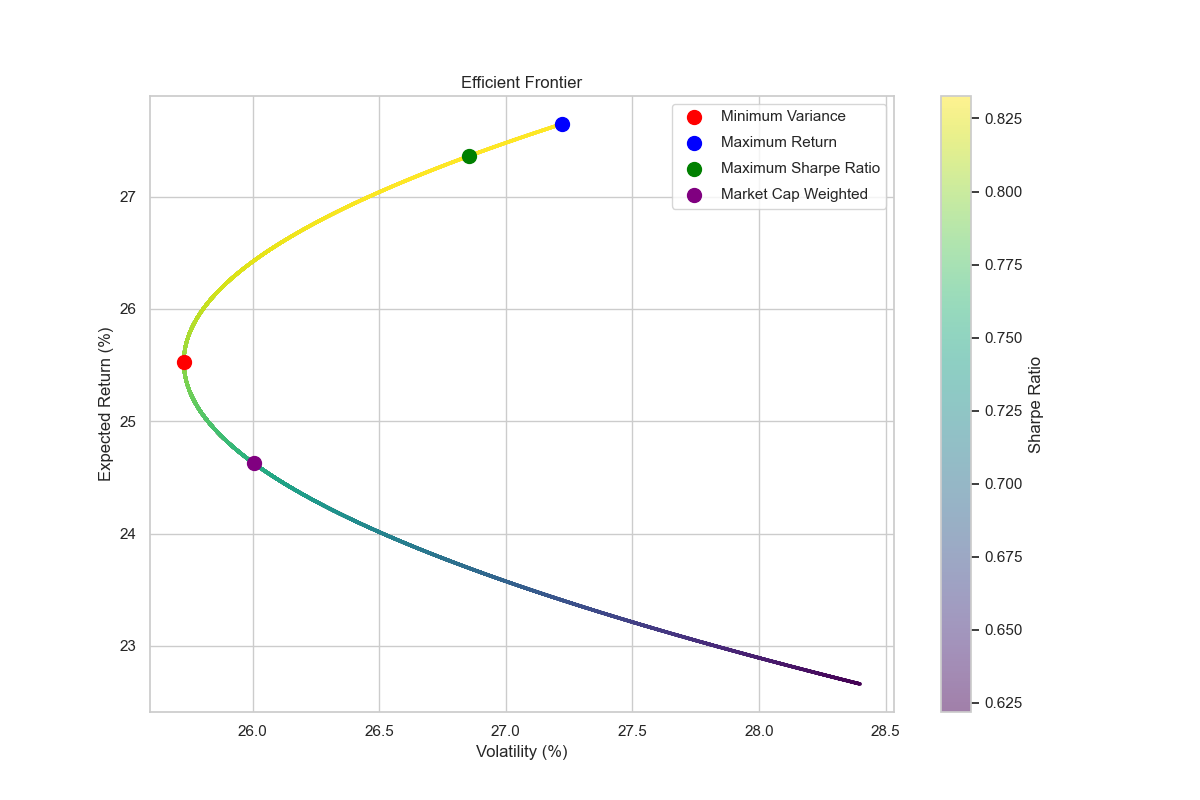 Efficient Frontier
Minimum Variance
Maximum Return
Maximum Sharpe Ratio
Market Cap Weighted
Expected Return (%)
27
26
25
24
23
26.0 26.5 27.0 27.5 28.0 28.5
Volatility (%)
0.825
0.800
0.775
0.750
0.725
0.700
0.675
0.650
0.625
Sharpe Ratio